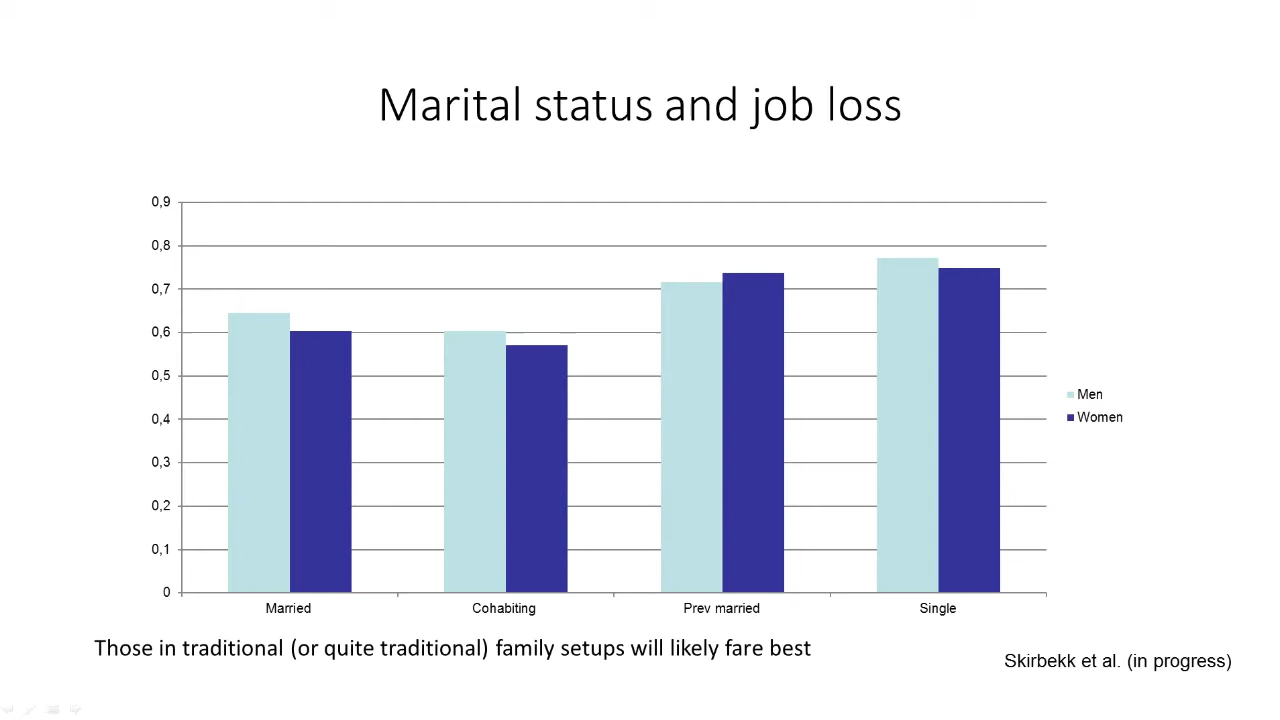 Marital status and job loss
0,9
0,8
0,7
0,6
0,5
0,4
0,3
0,2
0,1
0
Married Cohabiting Prev married Single
Men
Women
Those in traditional (or quite traditional) family setups will likely fare best
Skirbekk et al. (in progress)